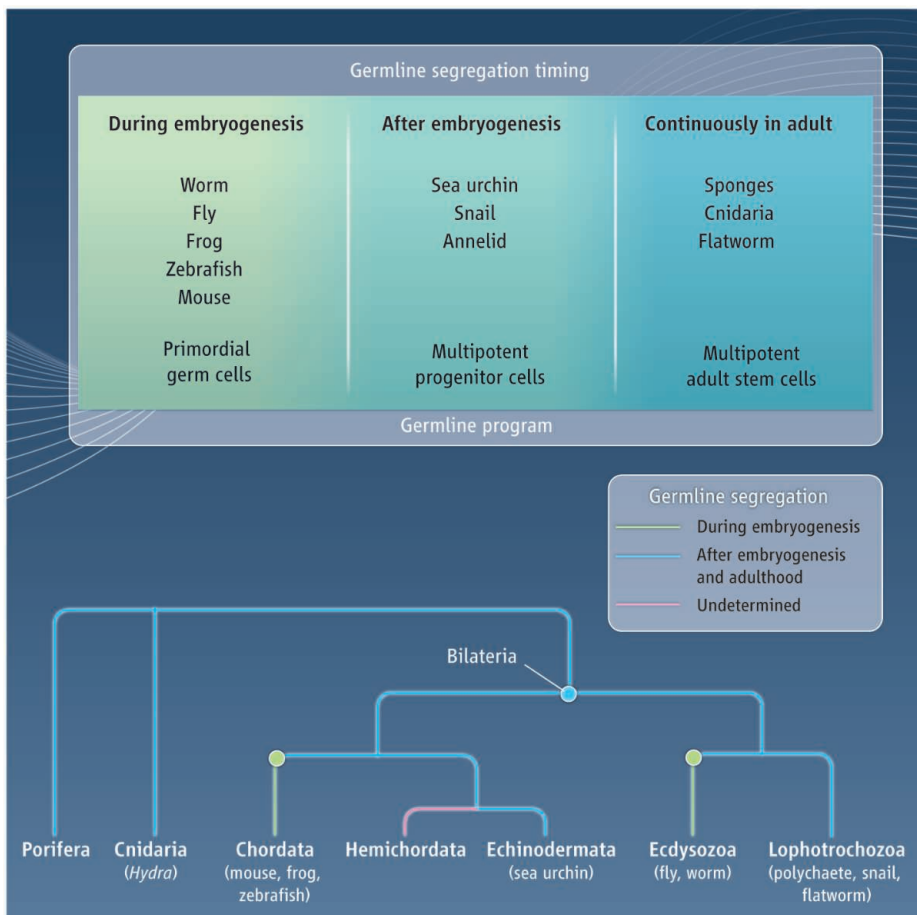 Germline segregation timing
During embryogenesis
Worm
Fly
Frog
Zebrafish
Mouse
Primordial
germ cells
After embryogenesis
Sea urchin
Snail
Annelid
Multipotent
progenitor cells
Continuously in adult
Sponges
Cnidaria
Flatworm
Multipotent
adult stem cells
Germline program
Germline segregation
During embryogenesis
After embryogenesis
and adulthood
Undetermined
Bilateria
Porifera
Cnidaria
(Hydra)
Chordata
(mouse, frog,
zebrafish)
Hemichordata
Echinodermata
(sea urchin)
Ecdysozoa
(fly, worm)
Lophotrochozoa
(polychaete, snail,
flatworm)